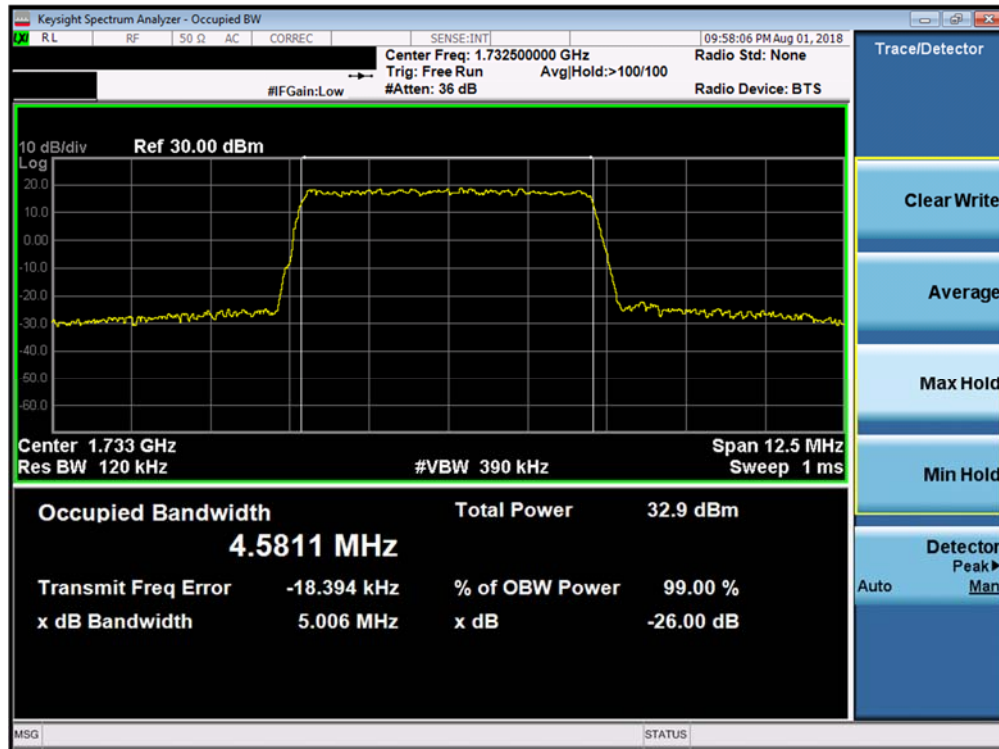 Keysight Spectrum Analyzer - Occupied BW
LXI RL RF 50 Ω AC CORREC SENSE:INT 09:58:06 PM Aug 01, 2018
Center Freq: 1.732500000 GHz Radio Std: None
Trig: Free Run Avg|Hold:>100/100
#IFGain:Low #Atten: 36 dB Radio Device: BTS
10 dB/div Ref 30.00 dBm
Log
20.0
10.0
0.00
-10.0
-20.0
-30.0
-40.0
-50.0
-60.0
Center 1.733 GHz Span 12.5 MHz
Res BW 120 kHz #VBW 390 kHz Sweep 1 ms
Occupied Bandwidth Total Power 32.9 dBm
4.5811 MHz
Transmit Freq Error -18.394 kHz % of OBW Power 99.00 %
x dB Bandwidth 5.006 MHz x dB -26.00 dB
MSG STATUS
Trace/Detector
Clear Write
Average
Max Hold
Min Hold
Detector
Peak▶
Auto Man